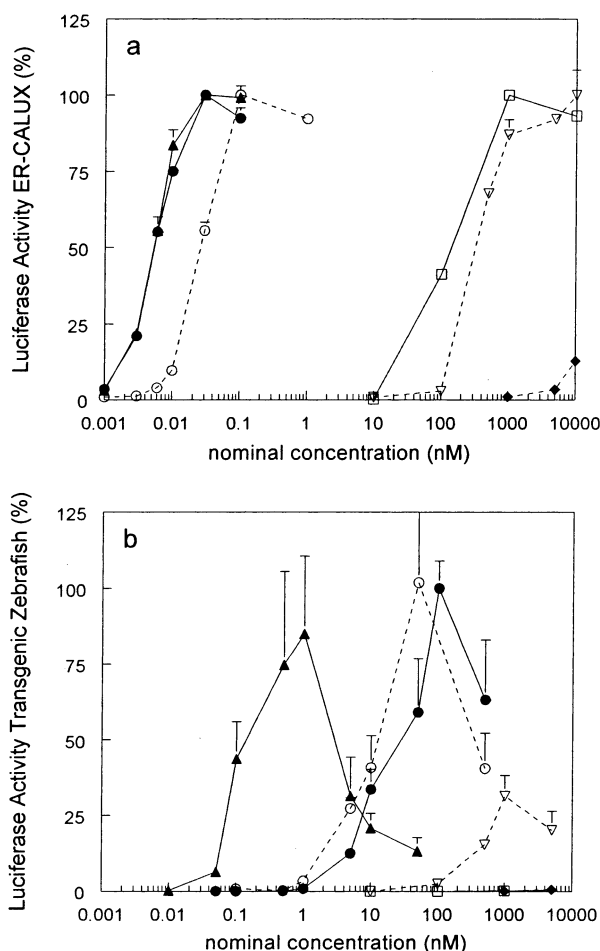 a
Luciferase Activity ER-CALUX (%)
125
100
75
50
25
0
0.001 0.01 0.1 1 10 100 1000 10000
nominal concentration (nM)
b
Luciferase Activity Transgenic Zebrafish (%)
125
100
75
50
25
0
0.001 0.01 0.1 1 10 100 1000 10000
nominal concentration (nM)